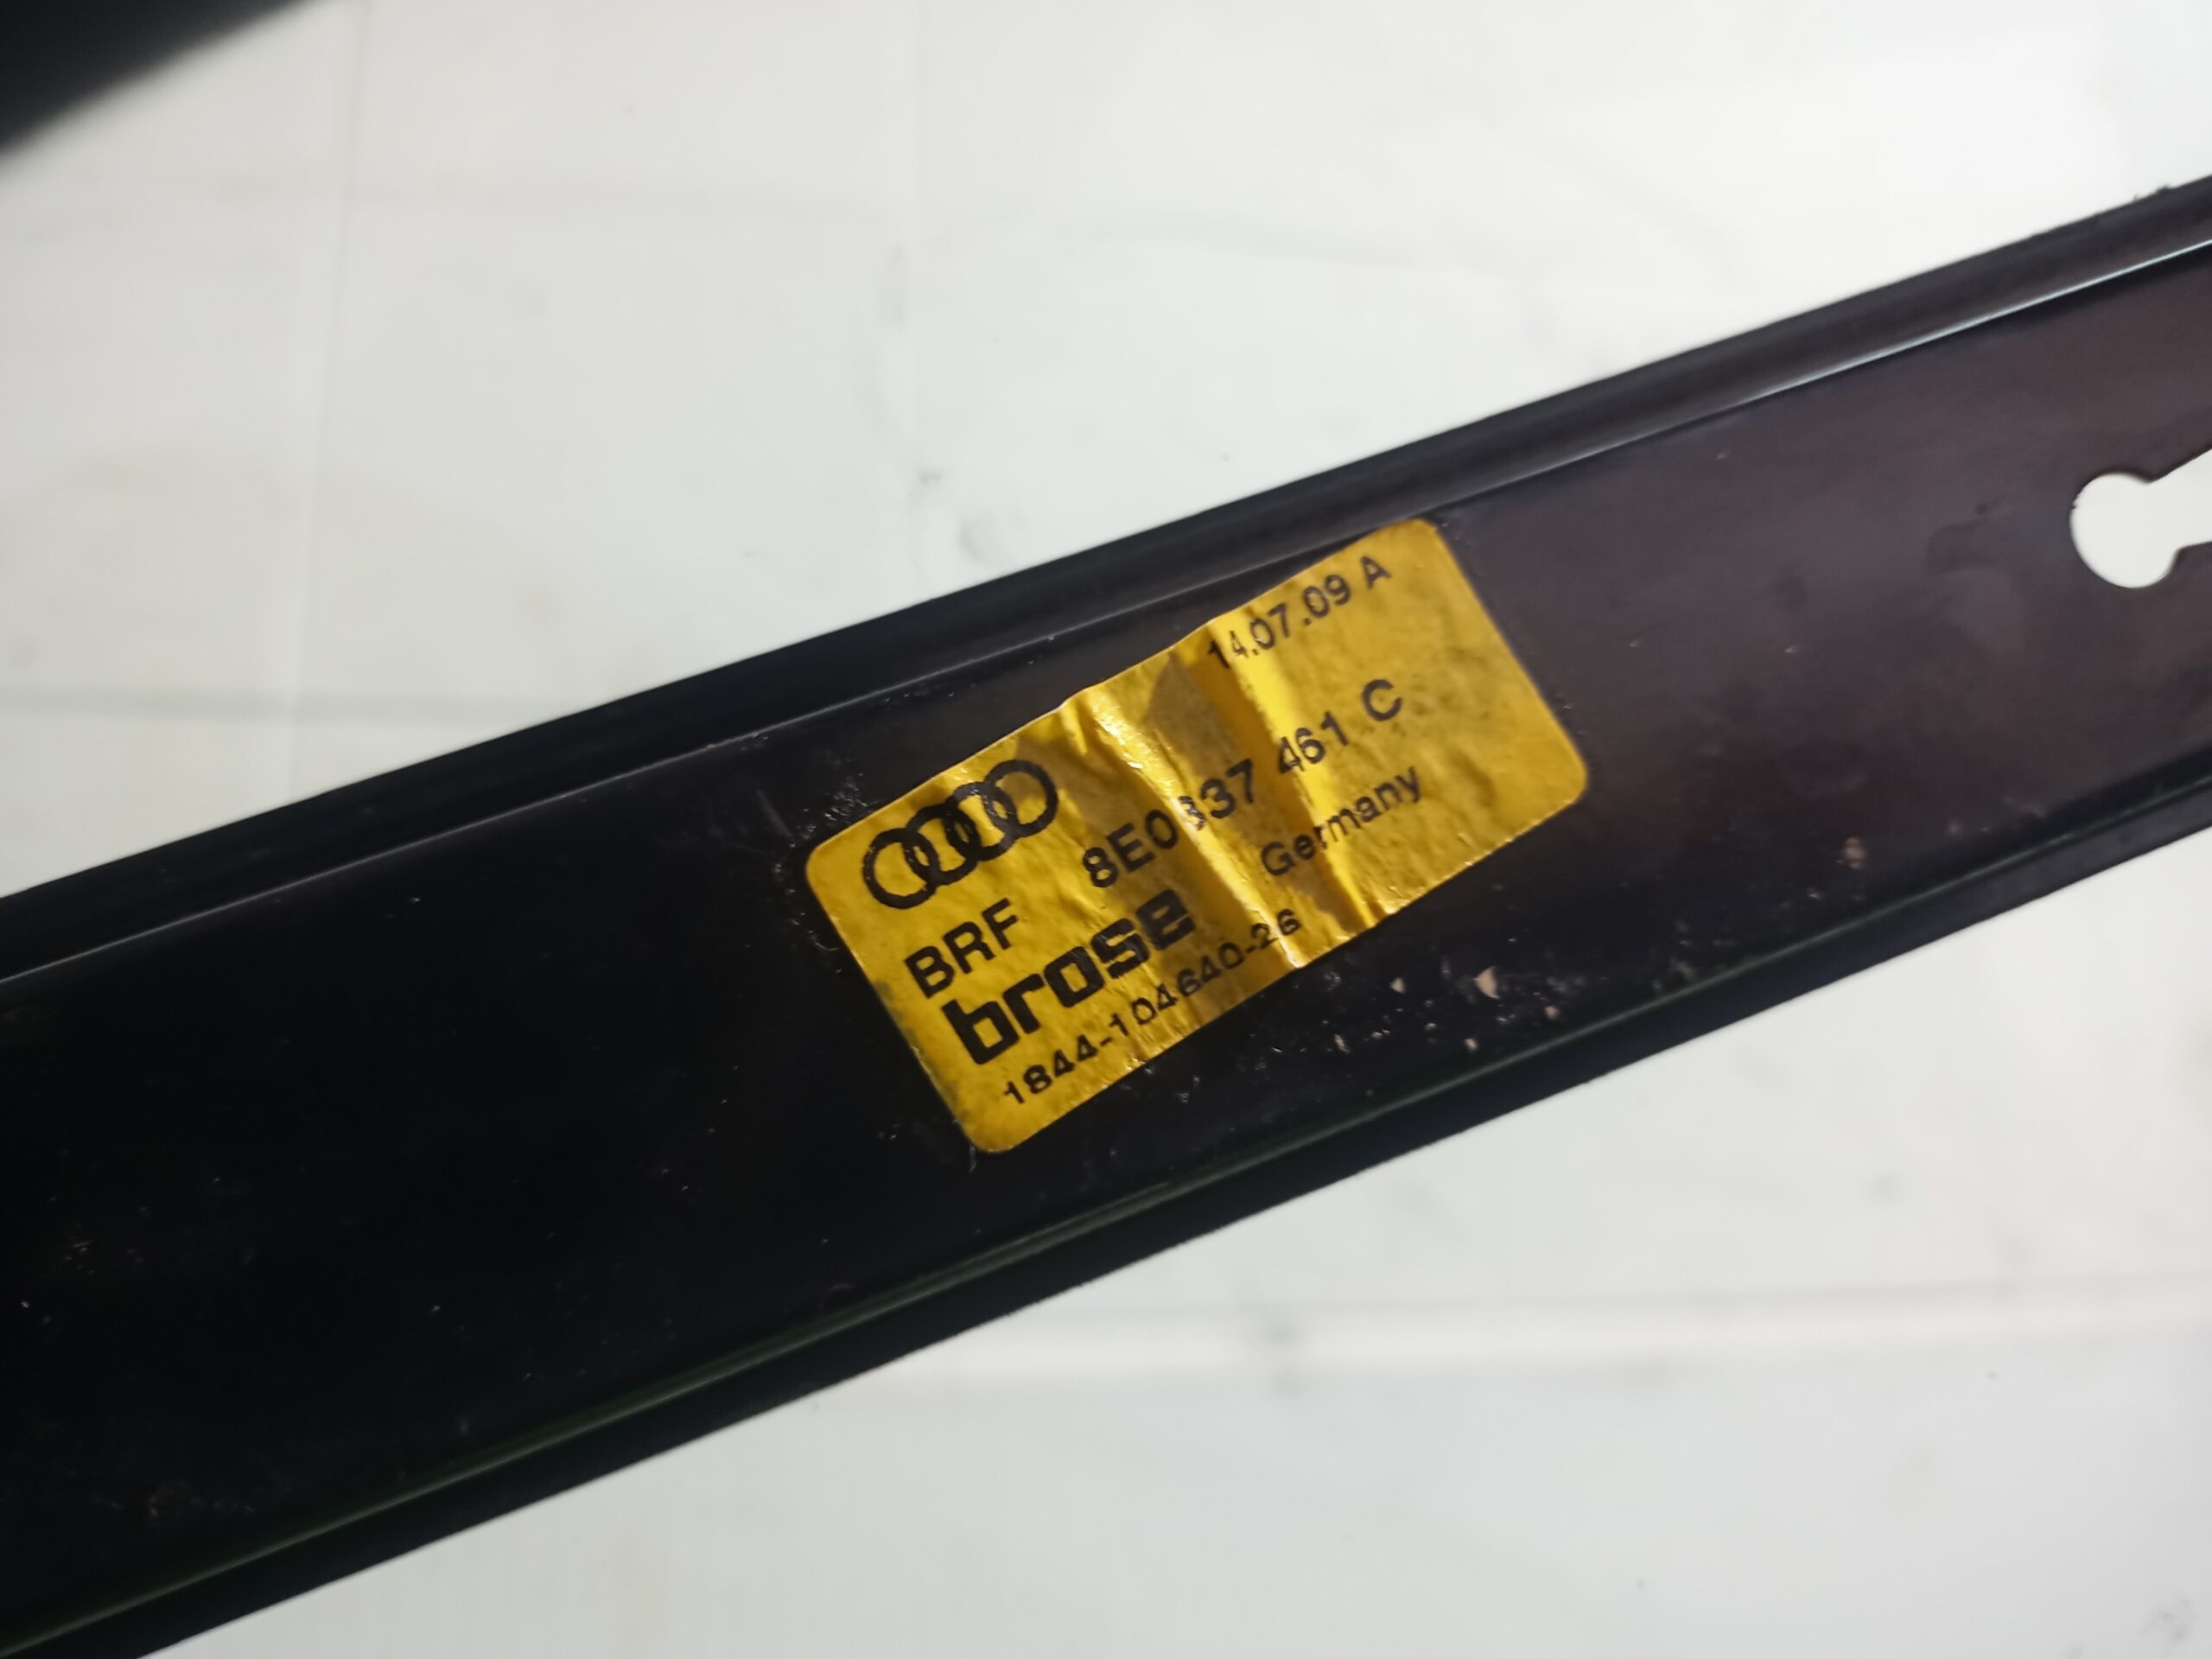 14.07.09 A
BRF 8E0837 461 C
brose Germany
1844-104640-26